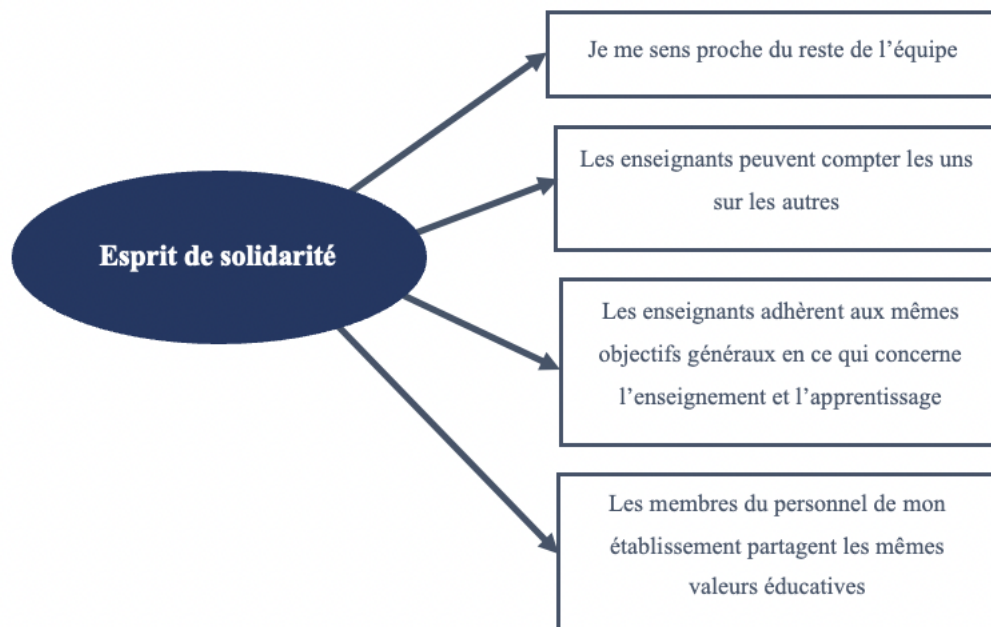 Je me sens proche du reste de l’équipe
Les enseignants peuvent compter les uns
sur les autres
Esprit de solidarité
Les enseignants adhèrent aux mêmes
objectifs généraux en ce qui concerne
l’enseignement et l’apprentissage
Les membres du personnel de mon
établissement partagent les mêmes
valeurs éducatives